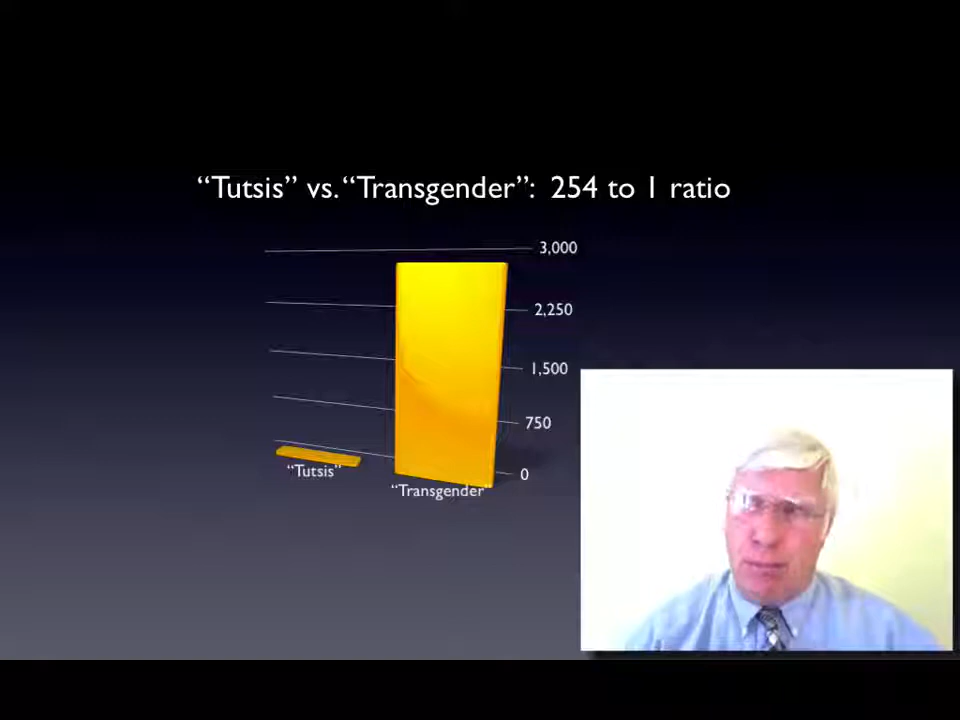 “Tutsis” vs. “Transgender”: 254 to 1 ratio
3,000
2,250
1,500
750
0
“Tutsis”
“Transgender”